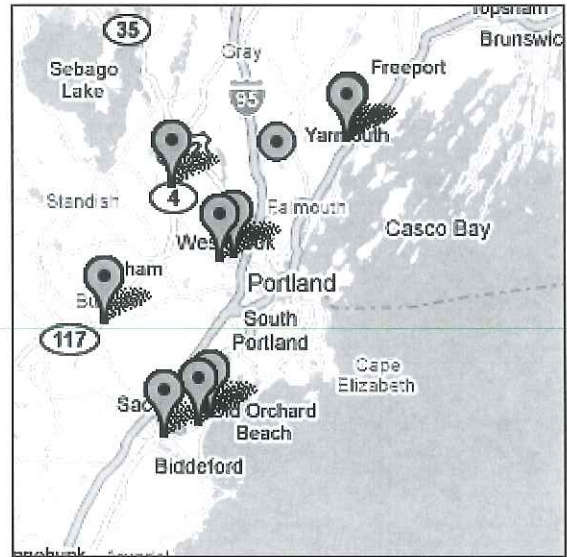 35
Gray
Brunswic
Sebago
Lake
95
Freeport
Yarmouth
4
Standish
Falmouth
Casco Bay
Portland
117
South
Portland
Cape
Elizabeth
Orchard
Beach
Biddeford